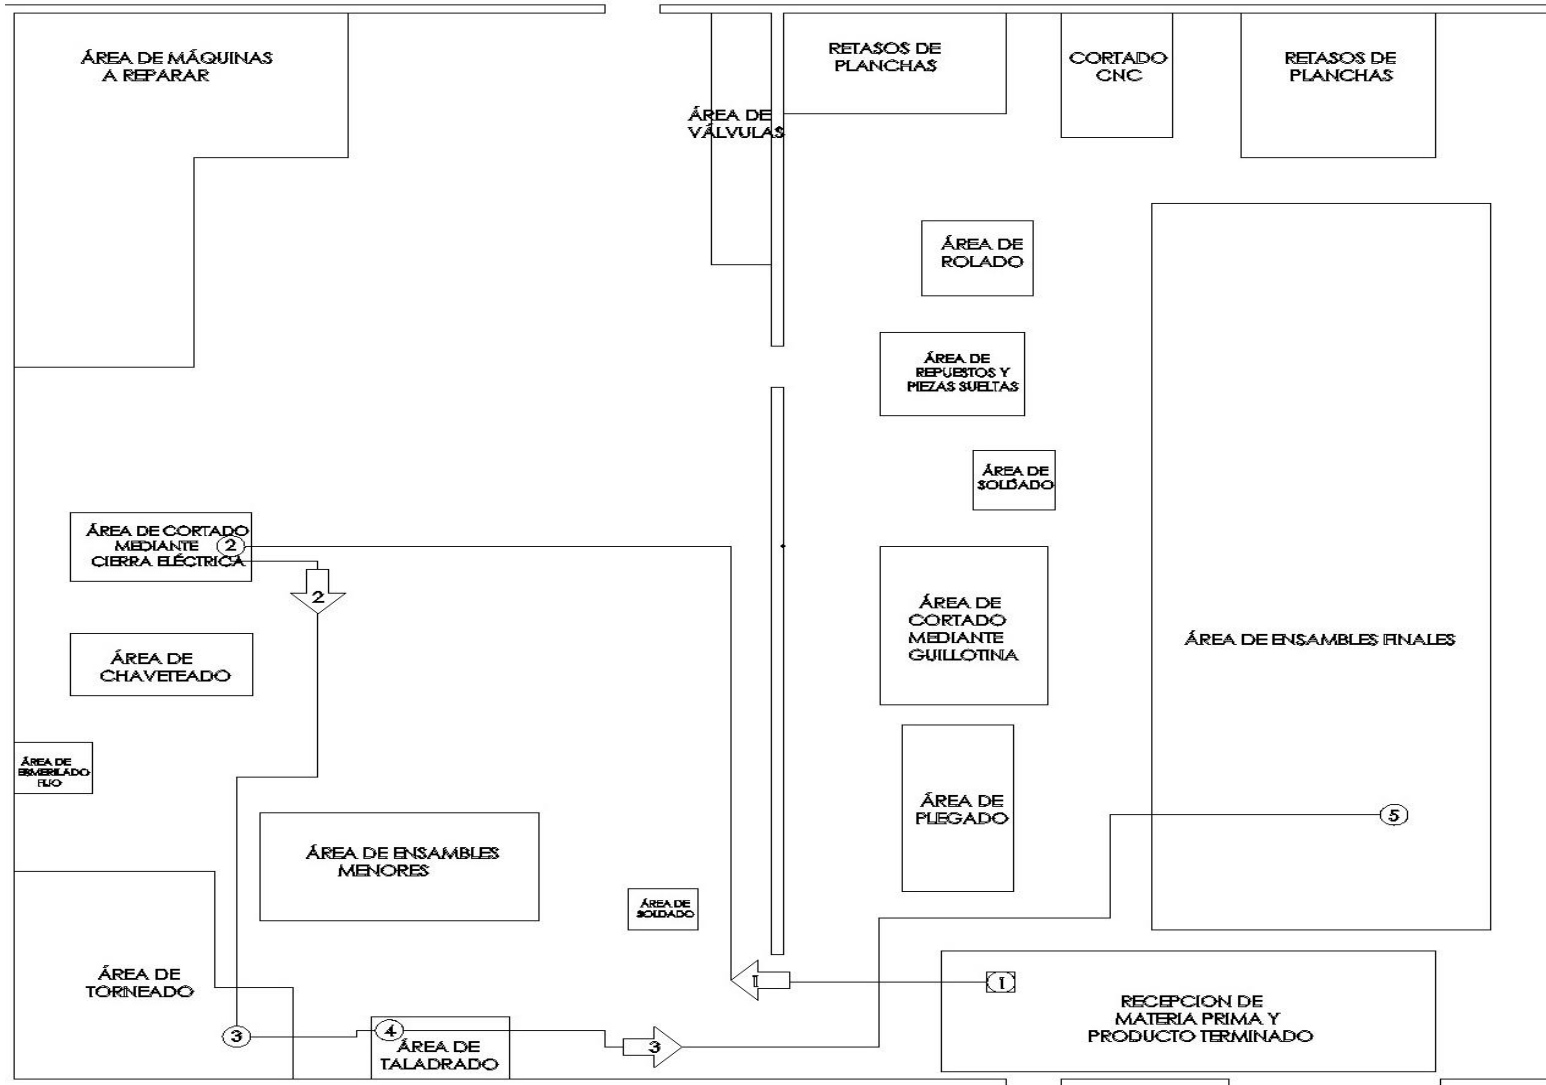 ÁREA DE MÁQUINAS
A REPARAR
ÁREA DE
VÁLVULAS
RETASOS DE
PLANCHAS
CORTADO
CNC
RETASOS DE
PLANCHAS
ÁREA DE
ROLADO
ÁREA DE
REPUESTOS Y
PIEZAS SUELTAS
ÁREA DE
SOLDADO
ÁREA DE CORTADO
MEDIANTE
CIERRA ELÉCTRICA
2
2
ÁREA DE
CHAVETEADO
ÁREA DE
CORTADO
MEDIANTE
GUILLOTINA
ÁREA DE ENSAMBLES FINALES
ÁREA DE
ESMERILADO
FIJO
ÁREA DE
PLEGADO
5
ÁREA DE ENSAMBLES
MENORES
ÁREA DE
SOLDADO
ÁREA DE
TORNEADO
1
1
RECEPCION DE
MATERIA PRIMA Y
PRODUCTO TERMINADO
3
4
3
ÁREA DE
TALADRADO